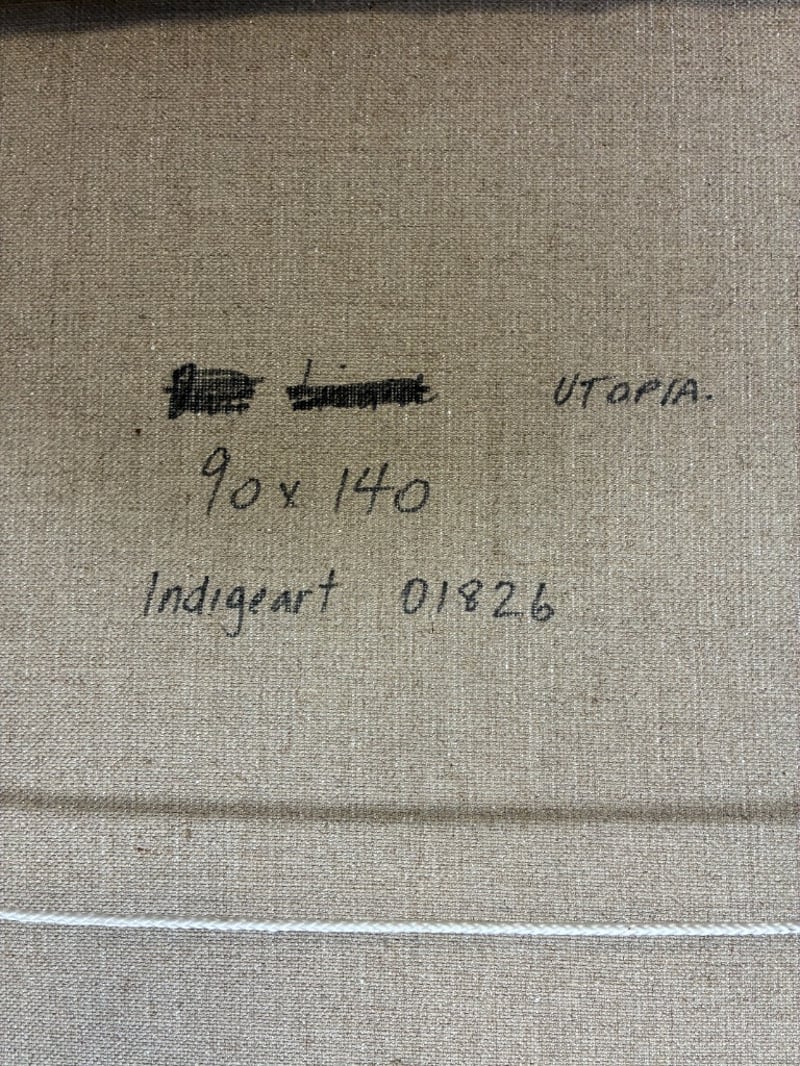 UTOPIA.
90 x 140
Indigeart 01826